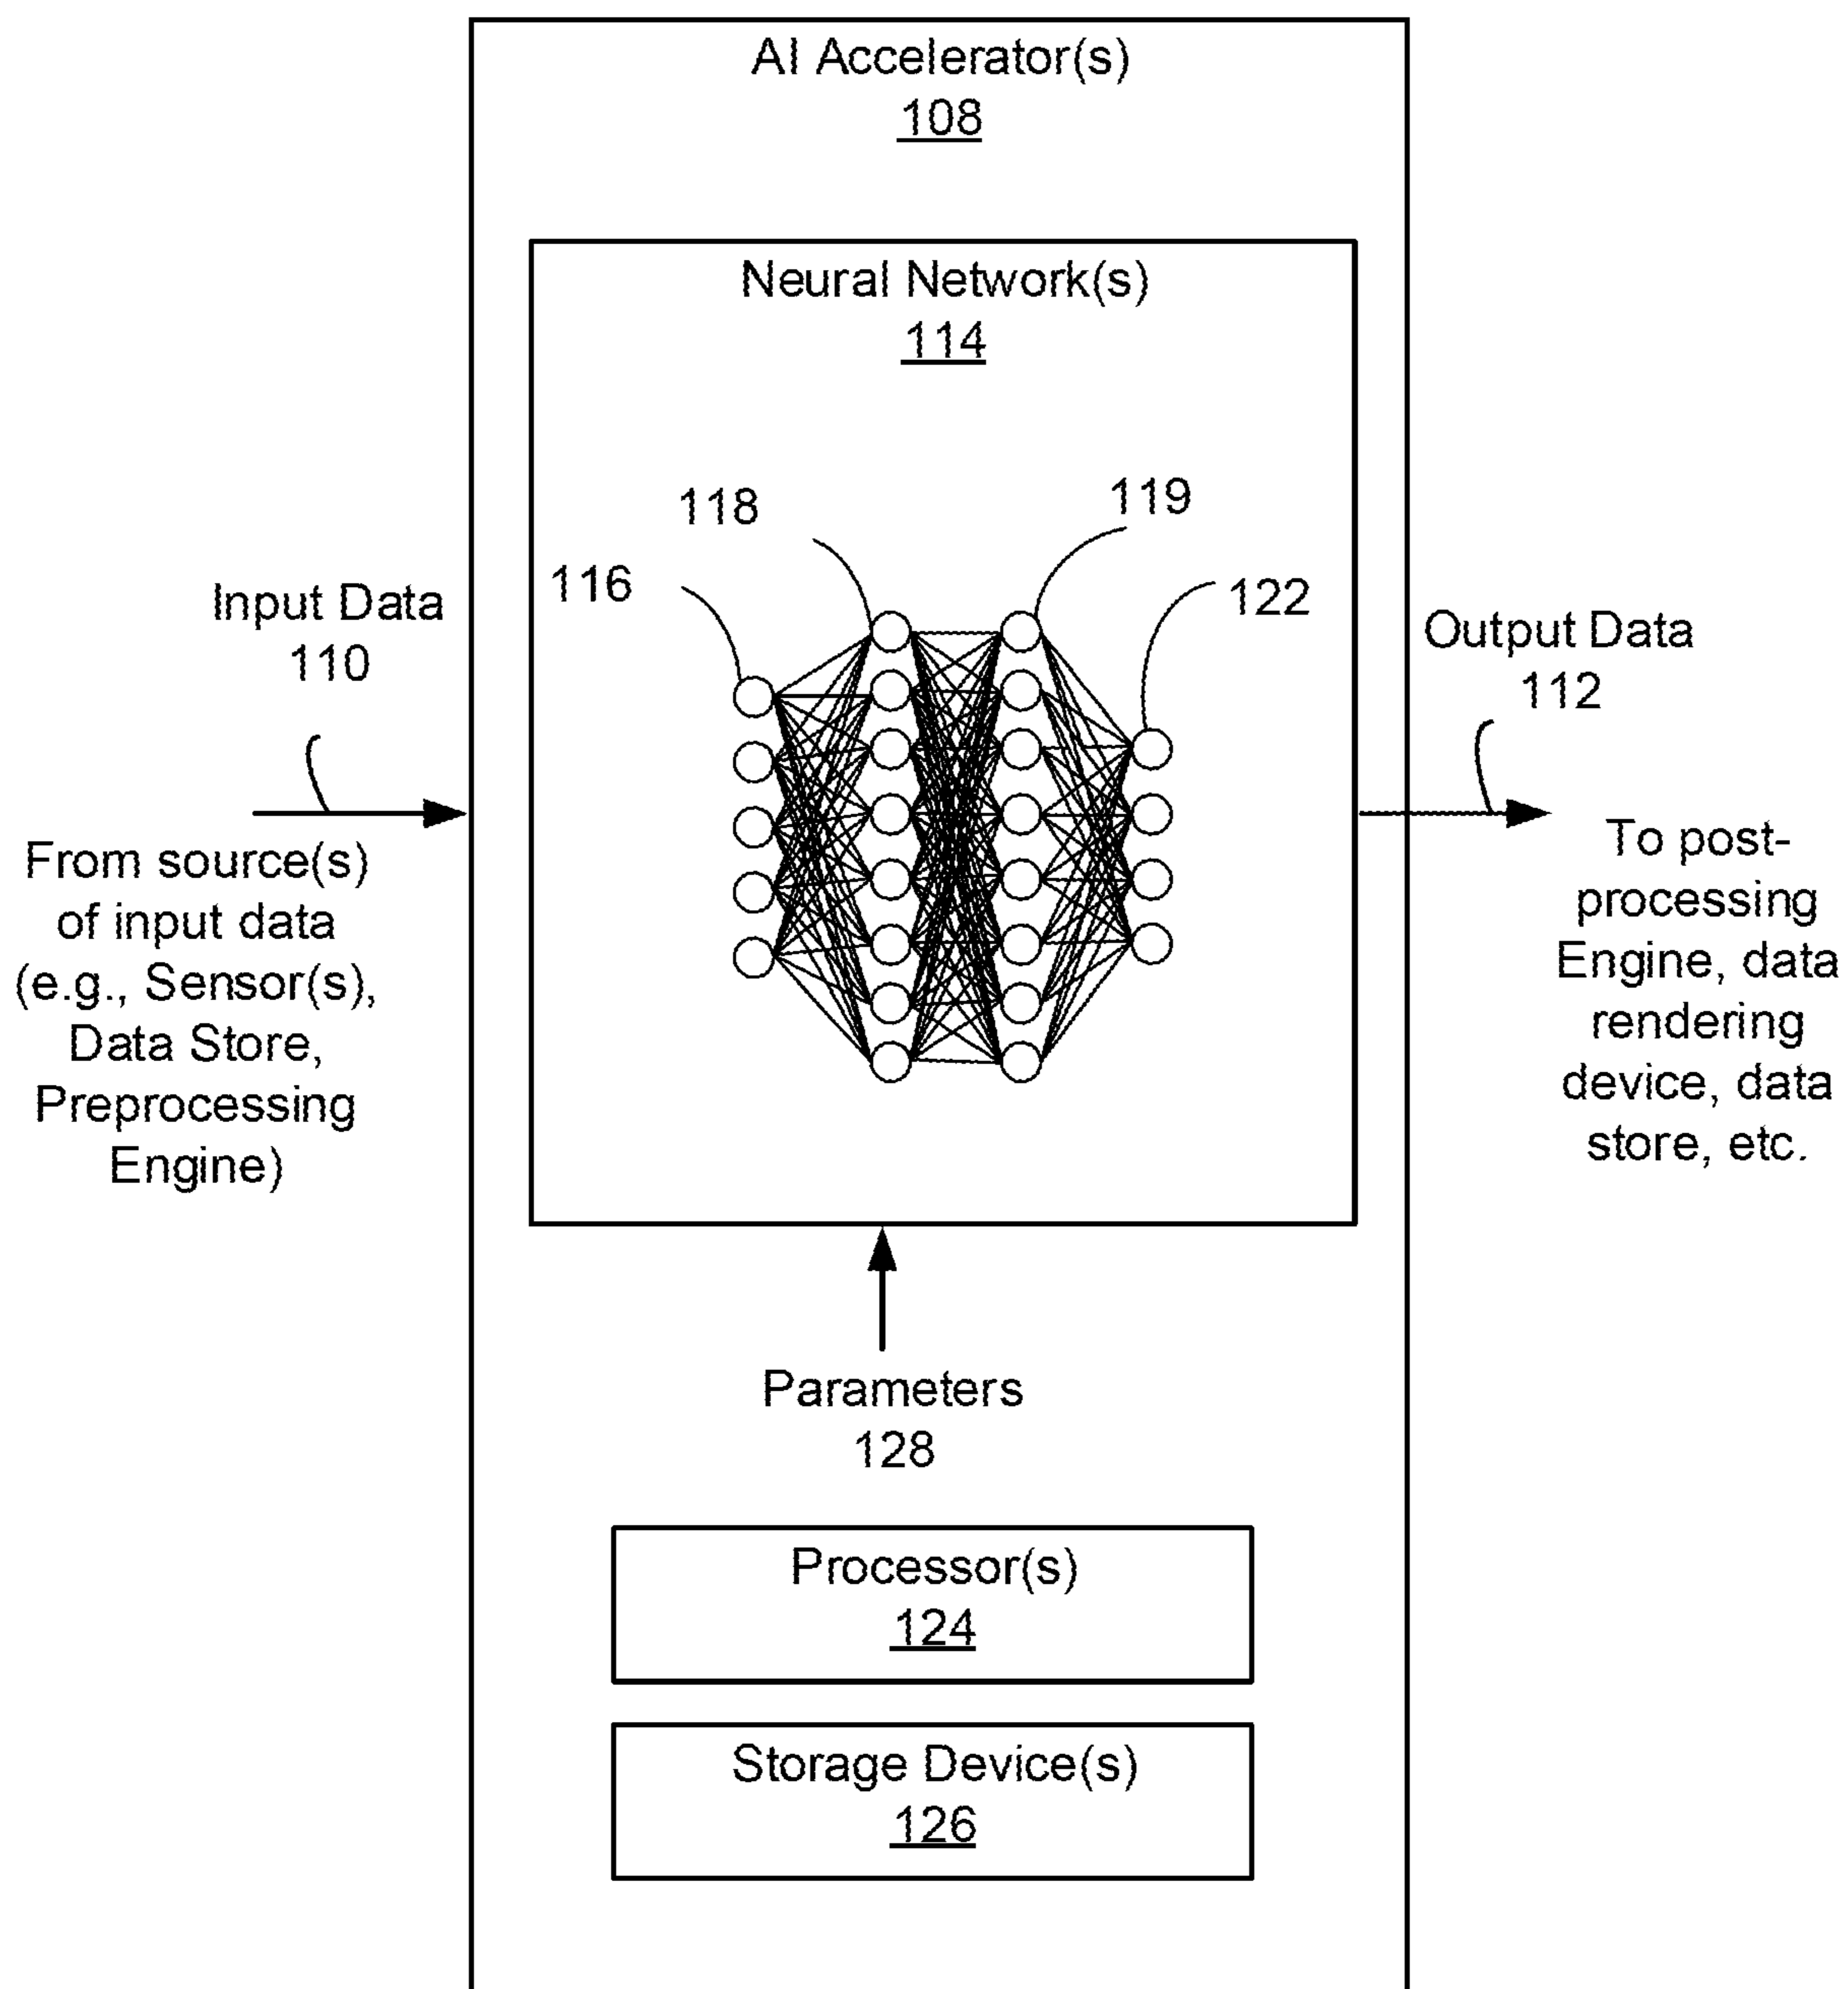 AI Accelerator(s)
108
Neural Network(s)
114
118
119
116
122
Input Data
110
Output Data
112
From source(s)
of input data
(e.g., Sensor(s),
Data Store,
Preprocessing
Engine)
To post-
processing
Engine, data
rendering
device, data
store, etc.
Parameters
128
Processor(s)
124
Storage Device(s)
126